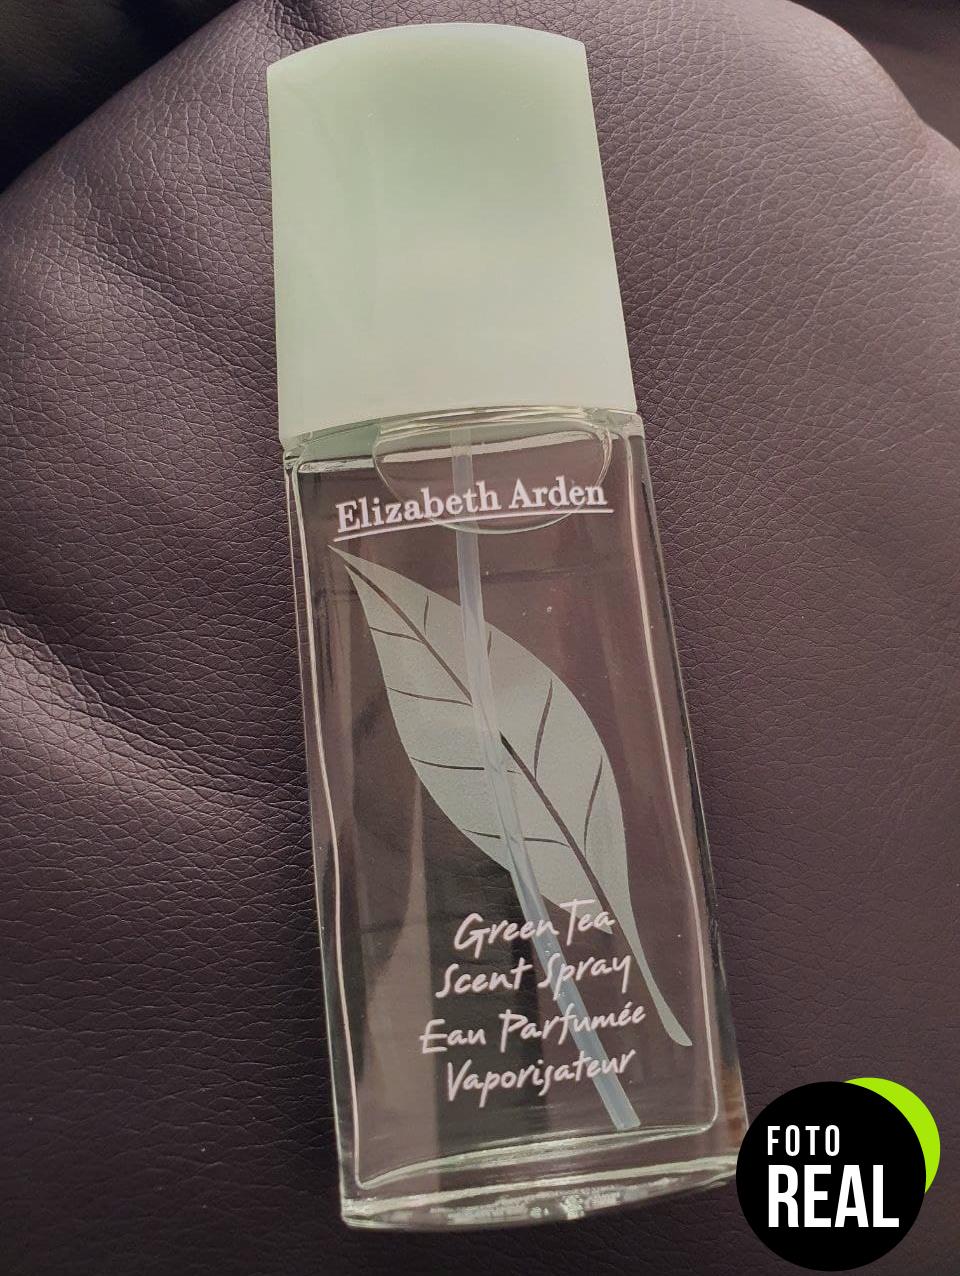 Elizabeth Arden
Green Tea
Scent Spray
Eau Parfumée
Vaporisateur
FOTO
REAL